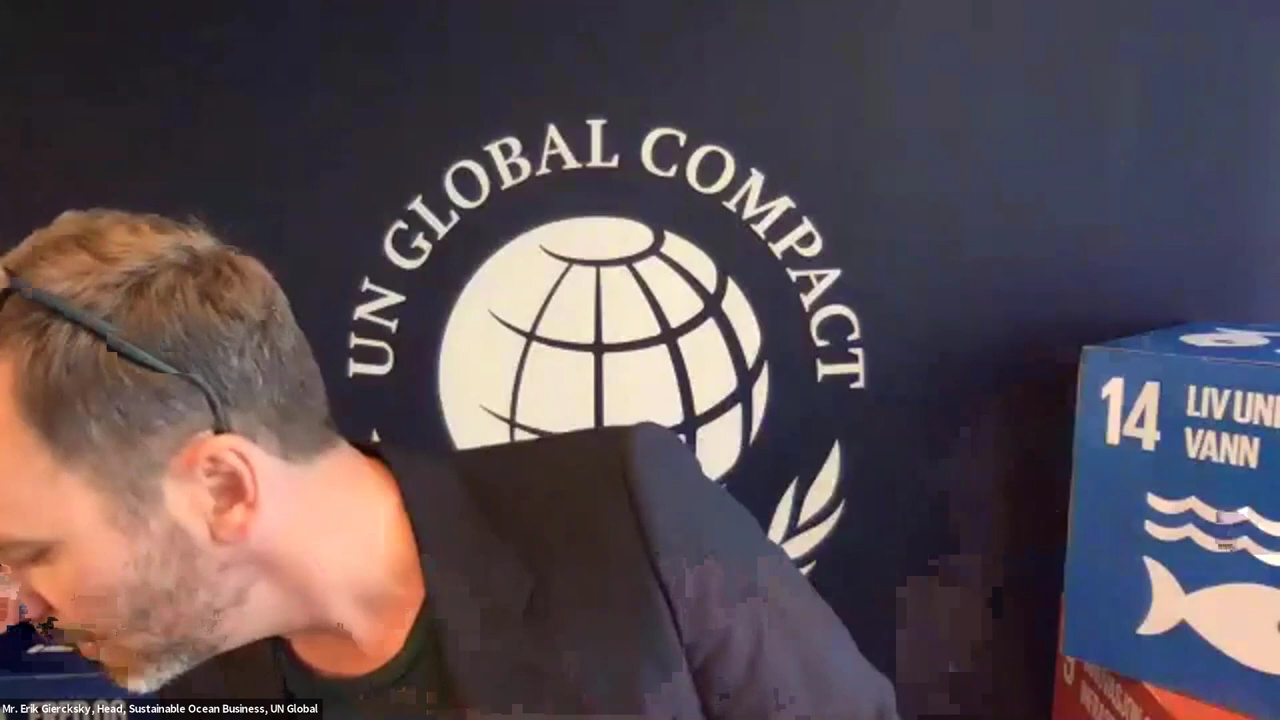 UN GLOBAL COMPACT
14 LIV UN
VANN
Mr. Erik Giercksky, Head, Sustainable Ocean Business, UN Global